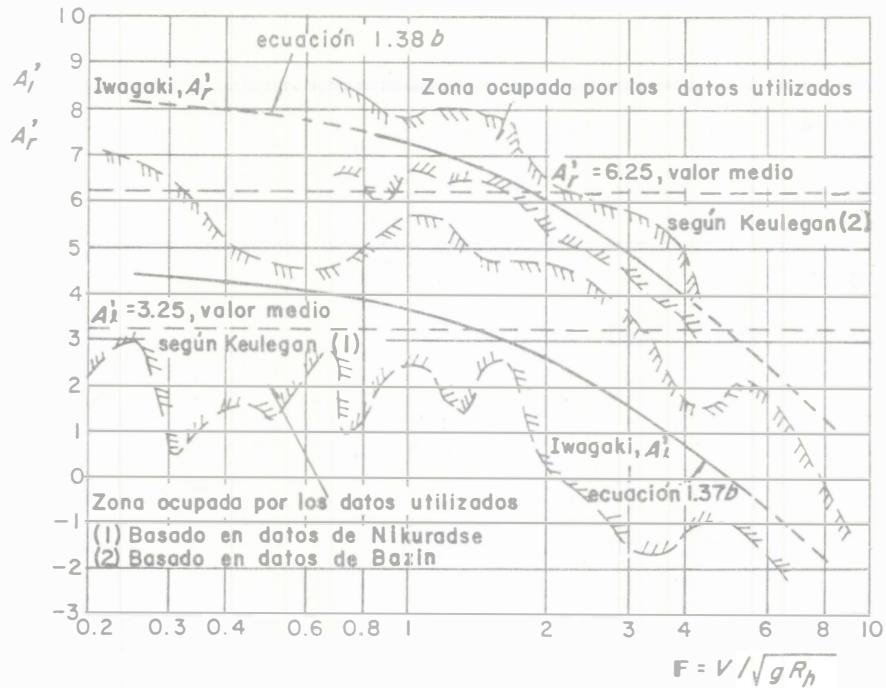 10
ecuación 1.38b
9
A'ᵢ
Iwagaki, A'ᵣ
Zona ocupada por los datos utilizados
8
A'ᵣ
7
A'ᵣ = 6.25, valor medio
6
según Keulegan (2)
5
4
A'ᵢ = 3.25, valor medio
3
según Keulegan (1)
2
1
Iwagaki, A'ᵢ
0
ecuación 1.37b
Zona ocupada por los datos utilizados
-1
(1) Basado en datos de Nikuradse
(2) Basado en datos de Bazin
-2
-3
0.2 0.3 0.4 0.6 0.8 1 2 3 4 6 8 10
F = V/√gRₕ